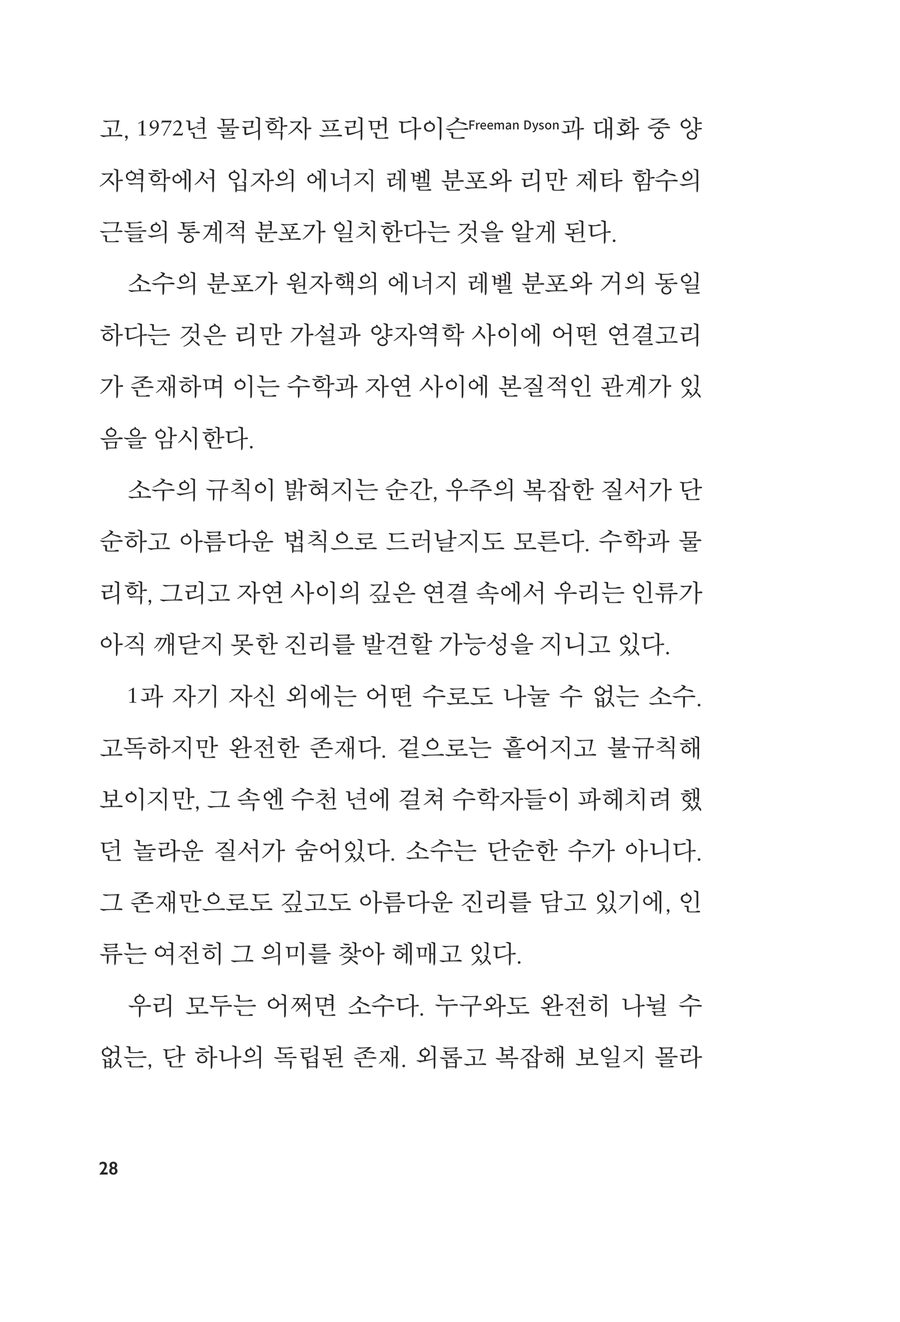 고, 1972년 물리학자 프리먼 다이슨Freeman Dyson과 대화 중 양
자역학에서 입자의 에너지 레벨 분포와 리만 제타 함수의
근들의 통계적 분포가 일치한다는 것을 알게 된다.
소수의 분포가 원자핵의 에너지 레벨 분포와 거의 동일
하다는 것은 리만 가설과 양자역학 사이에 어떤 연결고리
가 존재하며 이는 수학과 자연 사이에 본질적인 관계가 있
음을 암시한다.
소수의 규칙이 밝혀지는 순간, 우주의 복잡한 질서가 단
순하고 아름다운 법칙으로 드러날지도 모른다. 수학과 물
리학, 그리고 자연 사이의 깊은 연결 속에서 우리는 인류가
아직 깨닫지 못한 진리를 발견할 가능성을 지니고 있다.
1과 자기 자신 외에는 어떤 수로도 나눌 수 없는 소수.
고독하지만 완전한 존재다. 겉으로는 흩어지고 불규칙해
보이지만, 그 속엔 수천 년에 걸쳐 수학자들이 파헤치려 했
던 놀라운 질서가 숨어있다. 소수는 단순한 수가 아니다.
그 존재만으로도 깊고도 아름다운 진리를 담고 있기에, 인
류는 여전히 그 의미를 찾아 헤매고 있다.
우리 모두는 어쩌면 소수다. 누구와도 완전히 나뉠 수
없는, 단 하나의 독립된 존재. 외롭고 복잡해 보일지 몰라
28